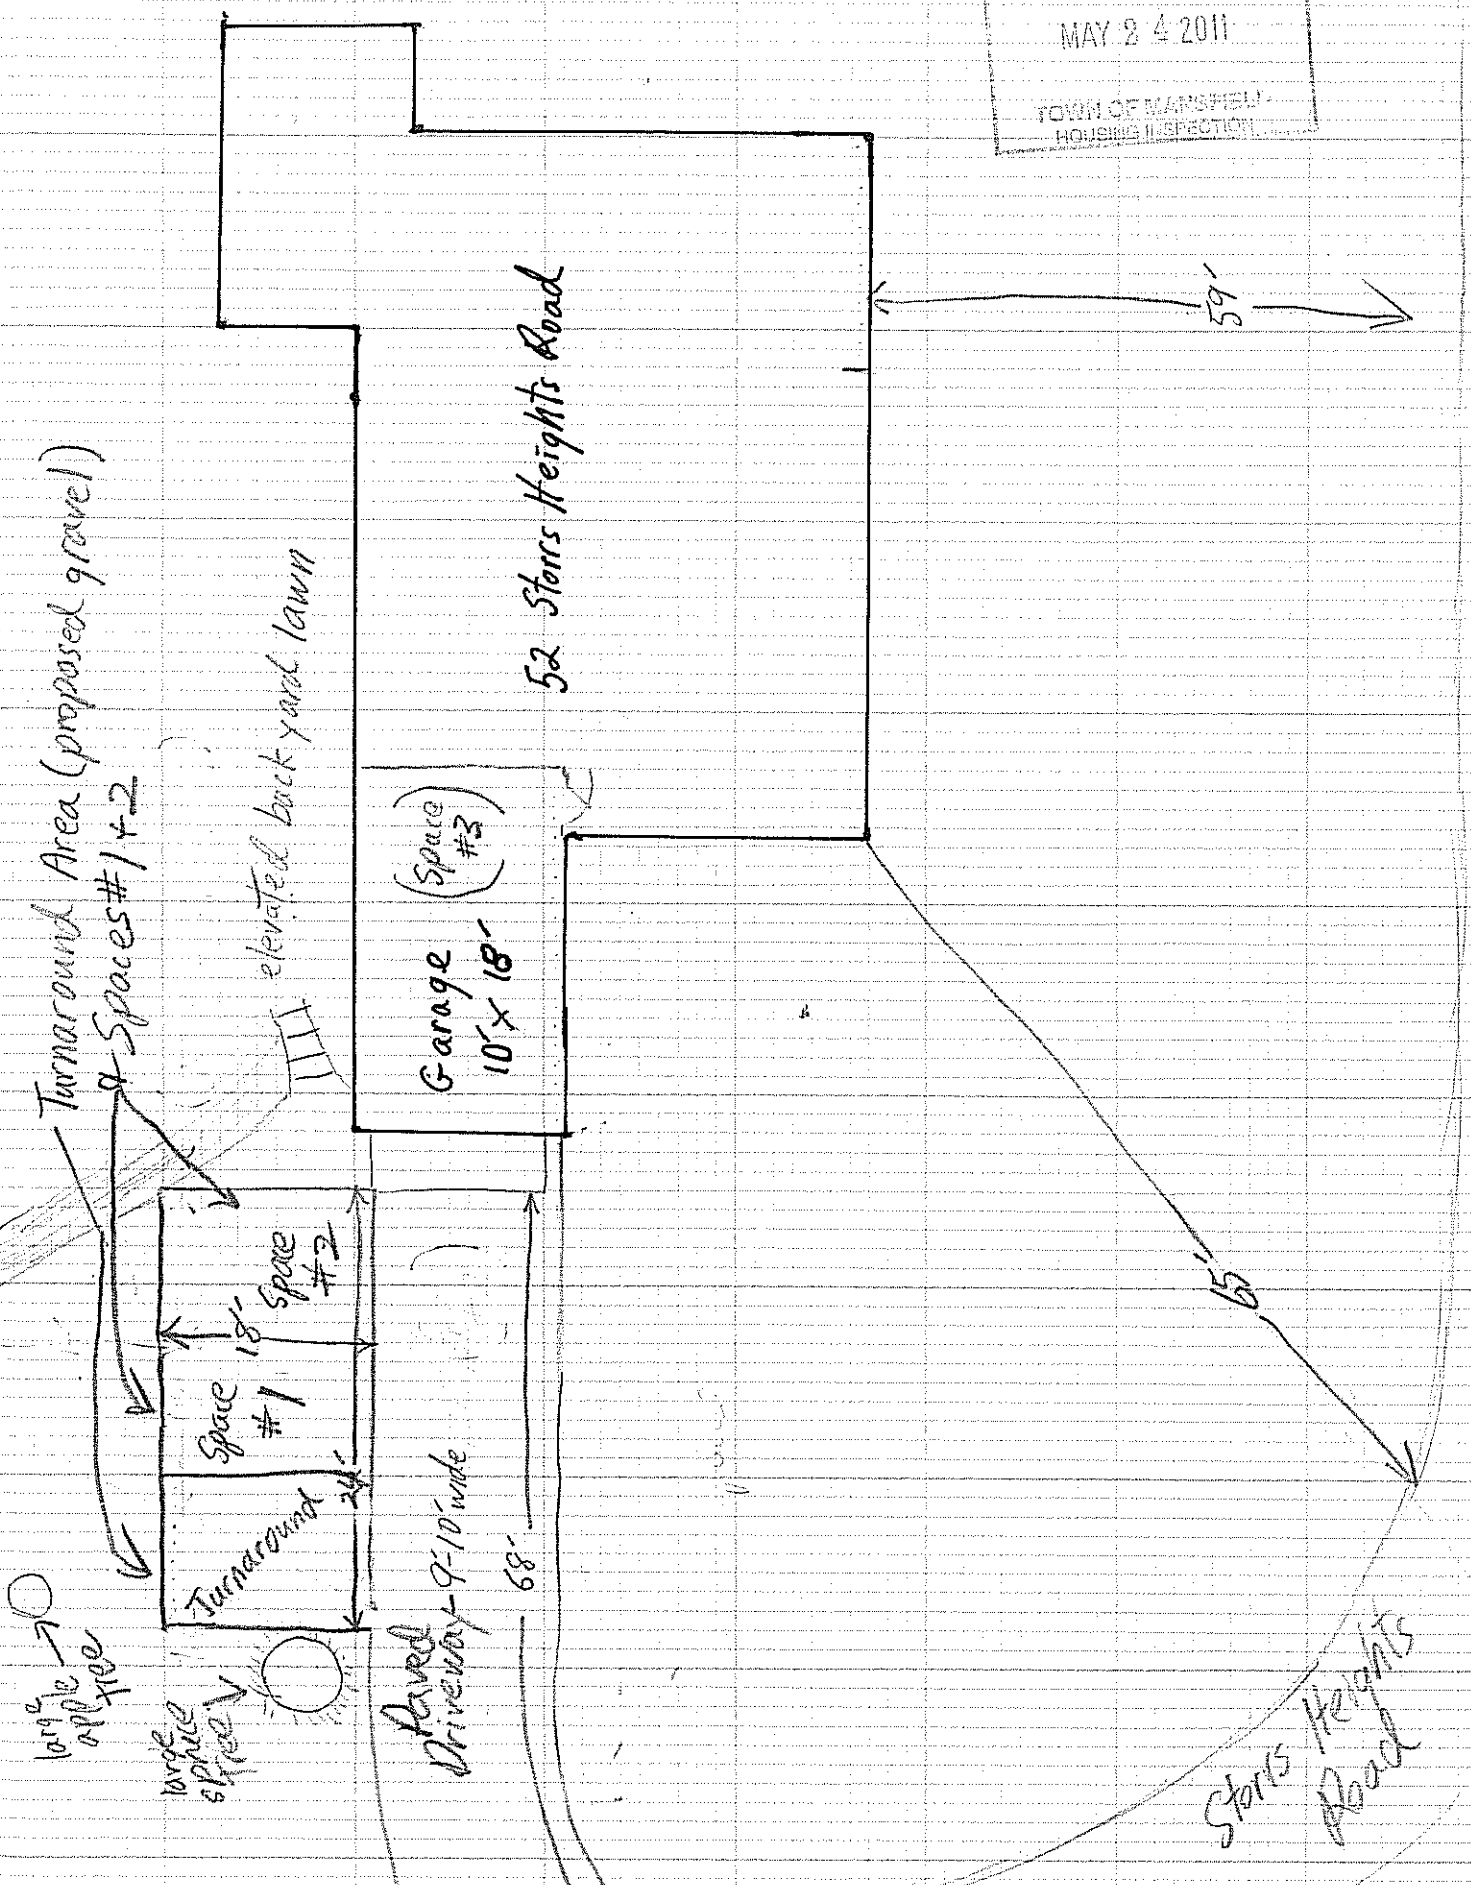 MAY 24 2011
TOWN OF MANSFIELD
HOUSING INSPECTION
Turnaround Area (proposed gravel)
& Spaces #1+2
elevated back yard lawn
52 Storrs Heights Road
59'
Garage
10' x 18'
(Space
#3)
Space
#2
18'
Space
#1
24'
Turnaround
large
apple
tree
large
spruce
tree
Paved
Driveway - 9-10' wide
68'
65'
Storrs Heights
Road